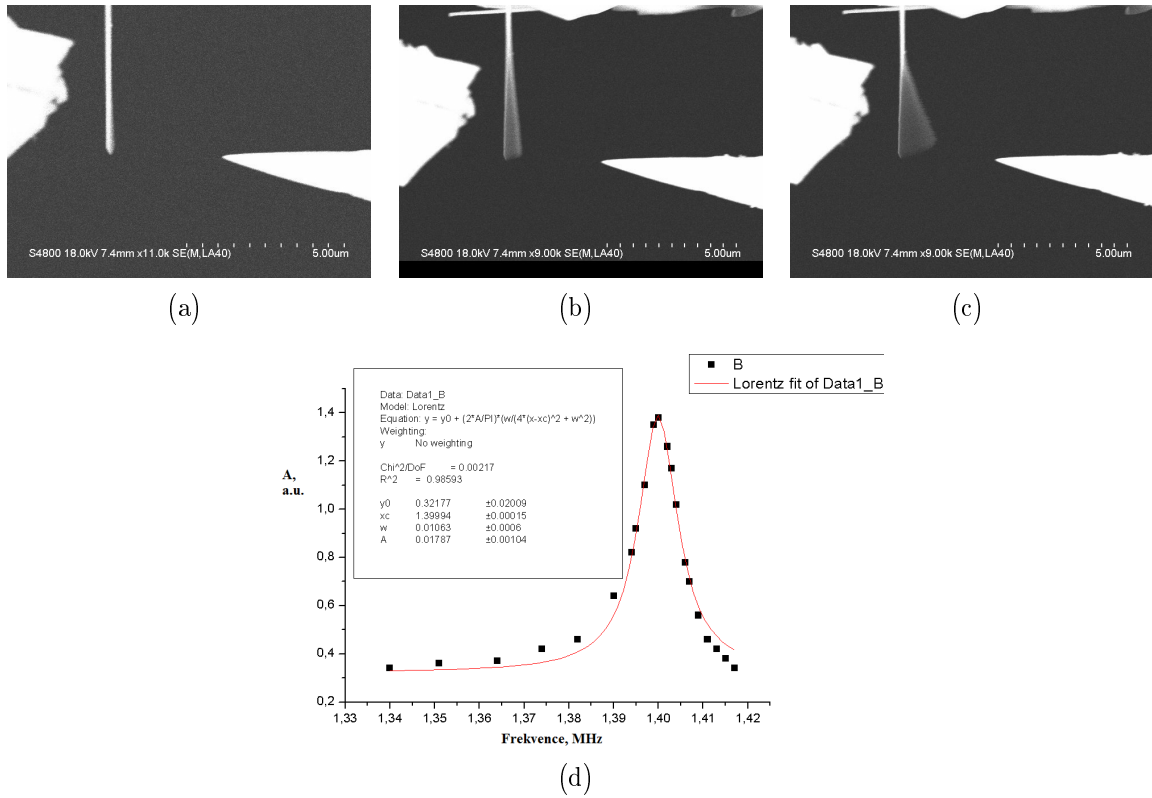 S4800 18.0kV 7.4mm x11.0k SE(M,LA40) 5.00um
S4800 18.0kV 7.4mm x9.00k SE(M,LA40) 5.00um
S4800 18.0kV 7.4mm x9.00k SE(M,LA40) 5.00um
(a)
(b)
(c)
B
Lorentz fit of Data1_B
Data: Data1_B
Model: Lorentz
Equation: y = y0 + (2*A/PI)*(w/(4*(x-xc)^2 + w^2))
Weighting:
y No weighting
Chi^2/DoF = 0.00217
R^2 = 0.98593
y0 0.32177 ±0.02009
xc 1.39994 ±0.00015
w 0.01063 ±0.0006
A 0.01787 ±0.00104
A,
a.u.
1,4
1,2
1,0
0,8
0,6
0,4
0,2
1,33 1,34 1,35 1,36 1,37 1,38 1,39 1,40 1,41 1,42
Frekvence, MHz
(d)